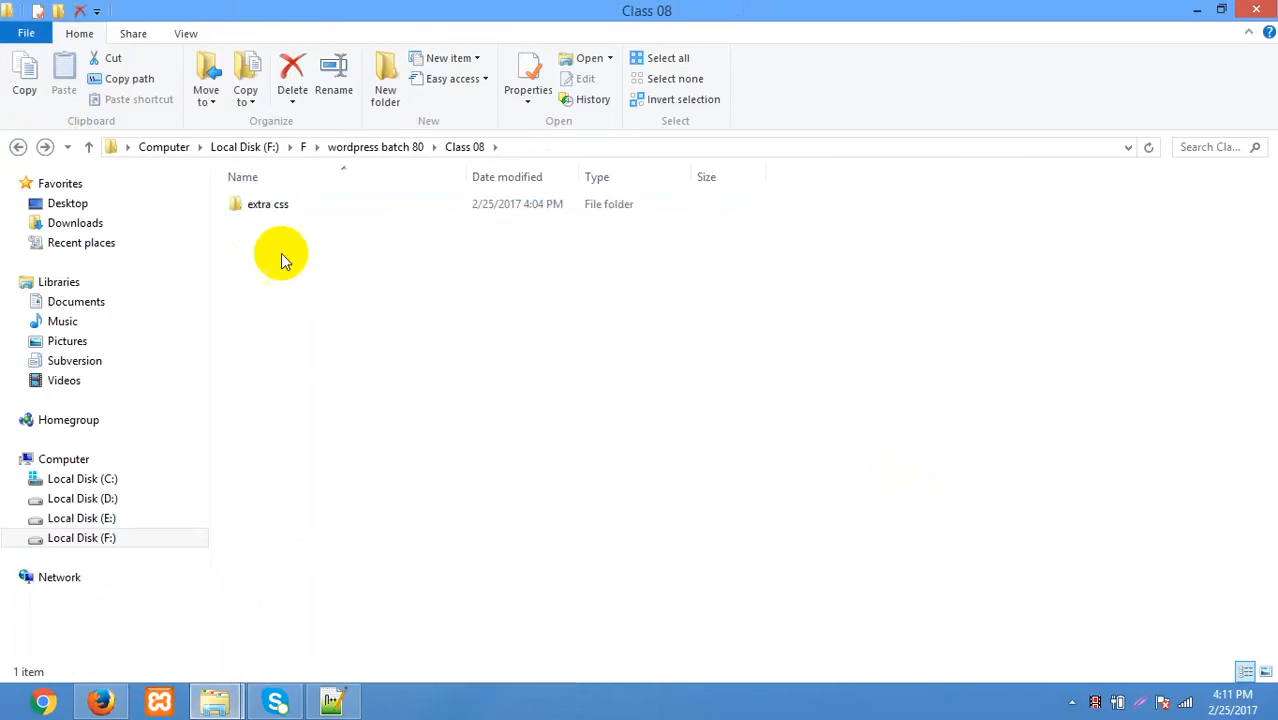 Class 08
File Home Share View
Copy
Paste
Cut
Copy path
Paste shortcut
Clipboard
Move to
Copy to
Delete
Rename
Organize
New folder
New item
Easy access
New
Properties
Open
Edit
History
Open
Select all
Select none
Invert selection
Select
Computer Local Disk (F:) F wordpress batch 80 Class 08
Search Cla...
Name Date modified Type Size
extra css 2/25/2017 4:04 PM File folder
Favorites
Desktop
Downloads
Recent places
Libraries
Documents
Music
Pictures
Subversion
Videos
Homegroup
Computer
Local Disk (C:)
Local Disk (D:)
Local Disk (E:)
Local Disk (F:)
Network
1 item
4:11 PM
2/25/2017